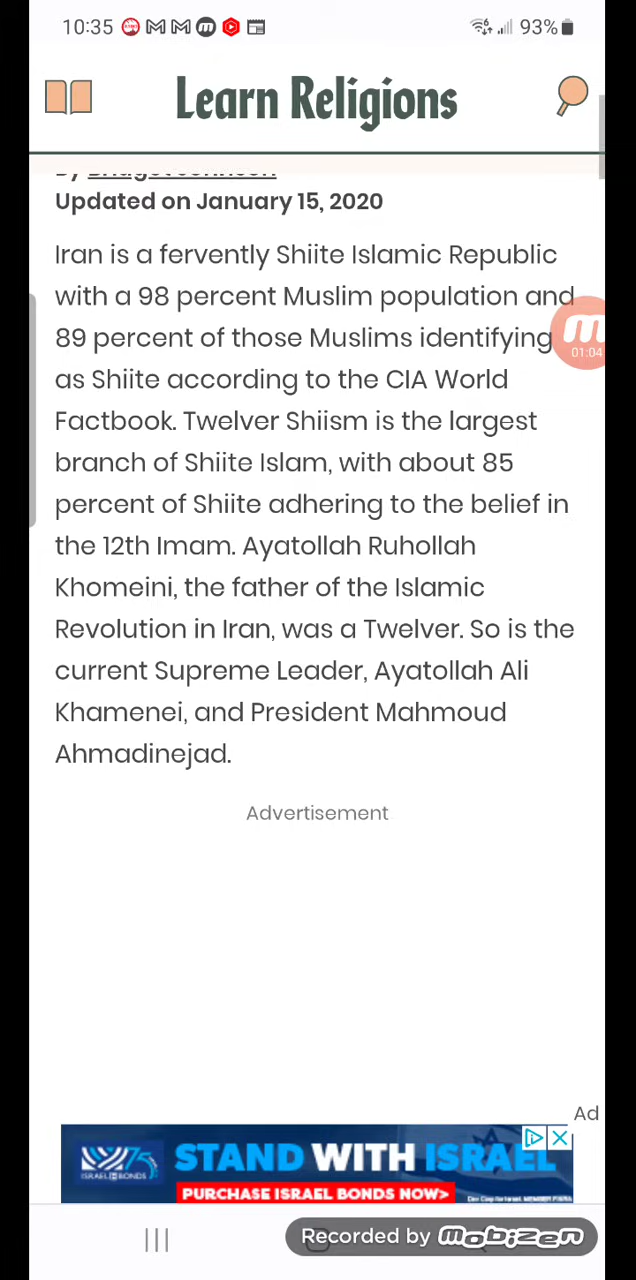 10:35
93%
Learn Religions
Updated on January 15, 2020
Iran is a fervently Shiite Islamic Republic
with a 98 percent Muslim population and
89 percent of those Muslims identifying
01:04
as Shiite according to the CIA World
Factbook. Twelver Shiism is the largest
branch of Shiite Islam, with about 85
percent of Shiite adhering to the belief in
the 12th Imam. Ayatollah Ruhollah
Khomeini, the father of the Islamic
Revolution in Iran, was a Twelver. So is the
current Supreme Leader, Ayatollah Ali
Khamenei, and President Mahmoud
Ahmadinejad.
Advertisement
Ad
STAND WITH ISRAEL
ISRAEL BONDS
PURCHASE ISRAEL BONDS NOW>
Recorded by mobizen